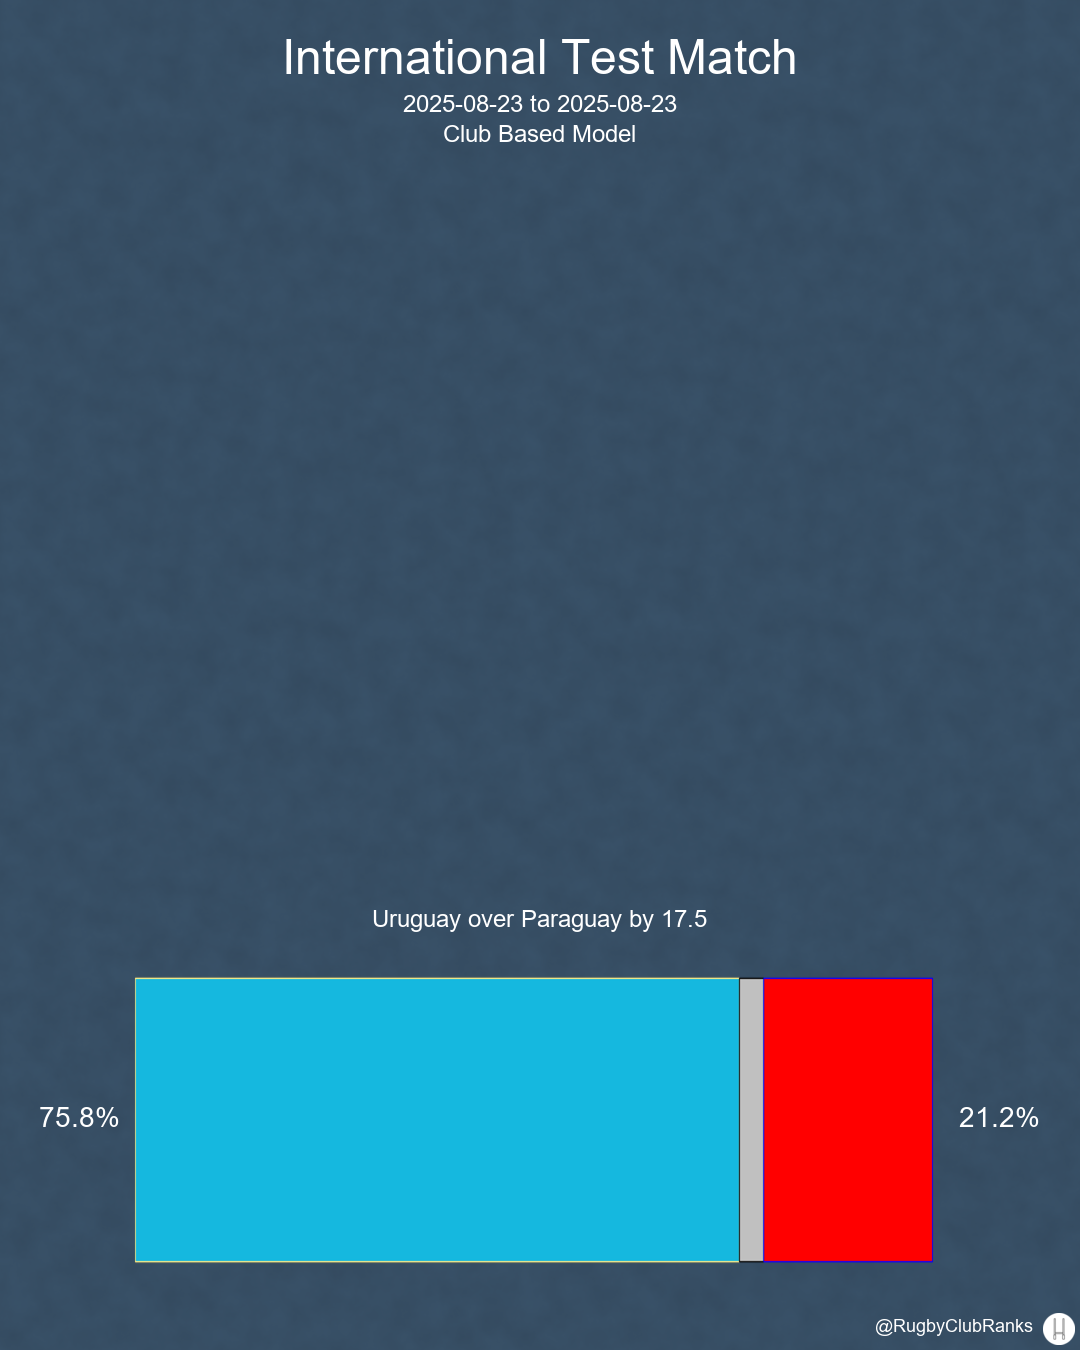 International Test Match
2025-08-23 to 2025-08-23
Club Based Model
Uruguay over Paraguay by 17.5
75.8%
21.2%
@RugbyClubRanks